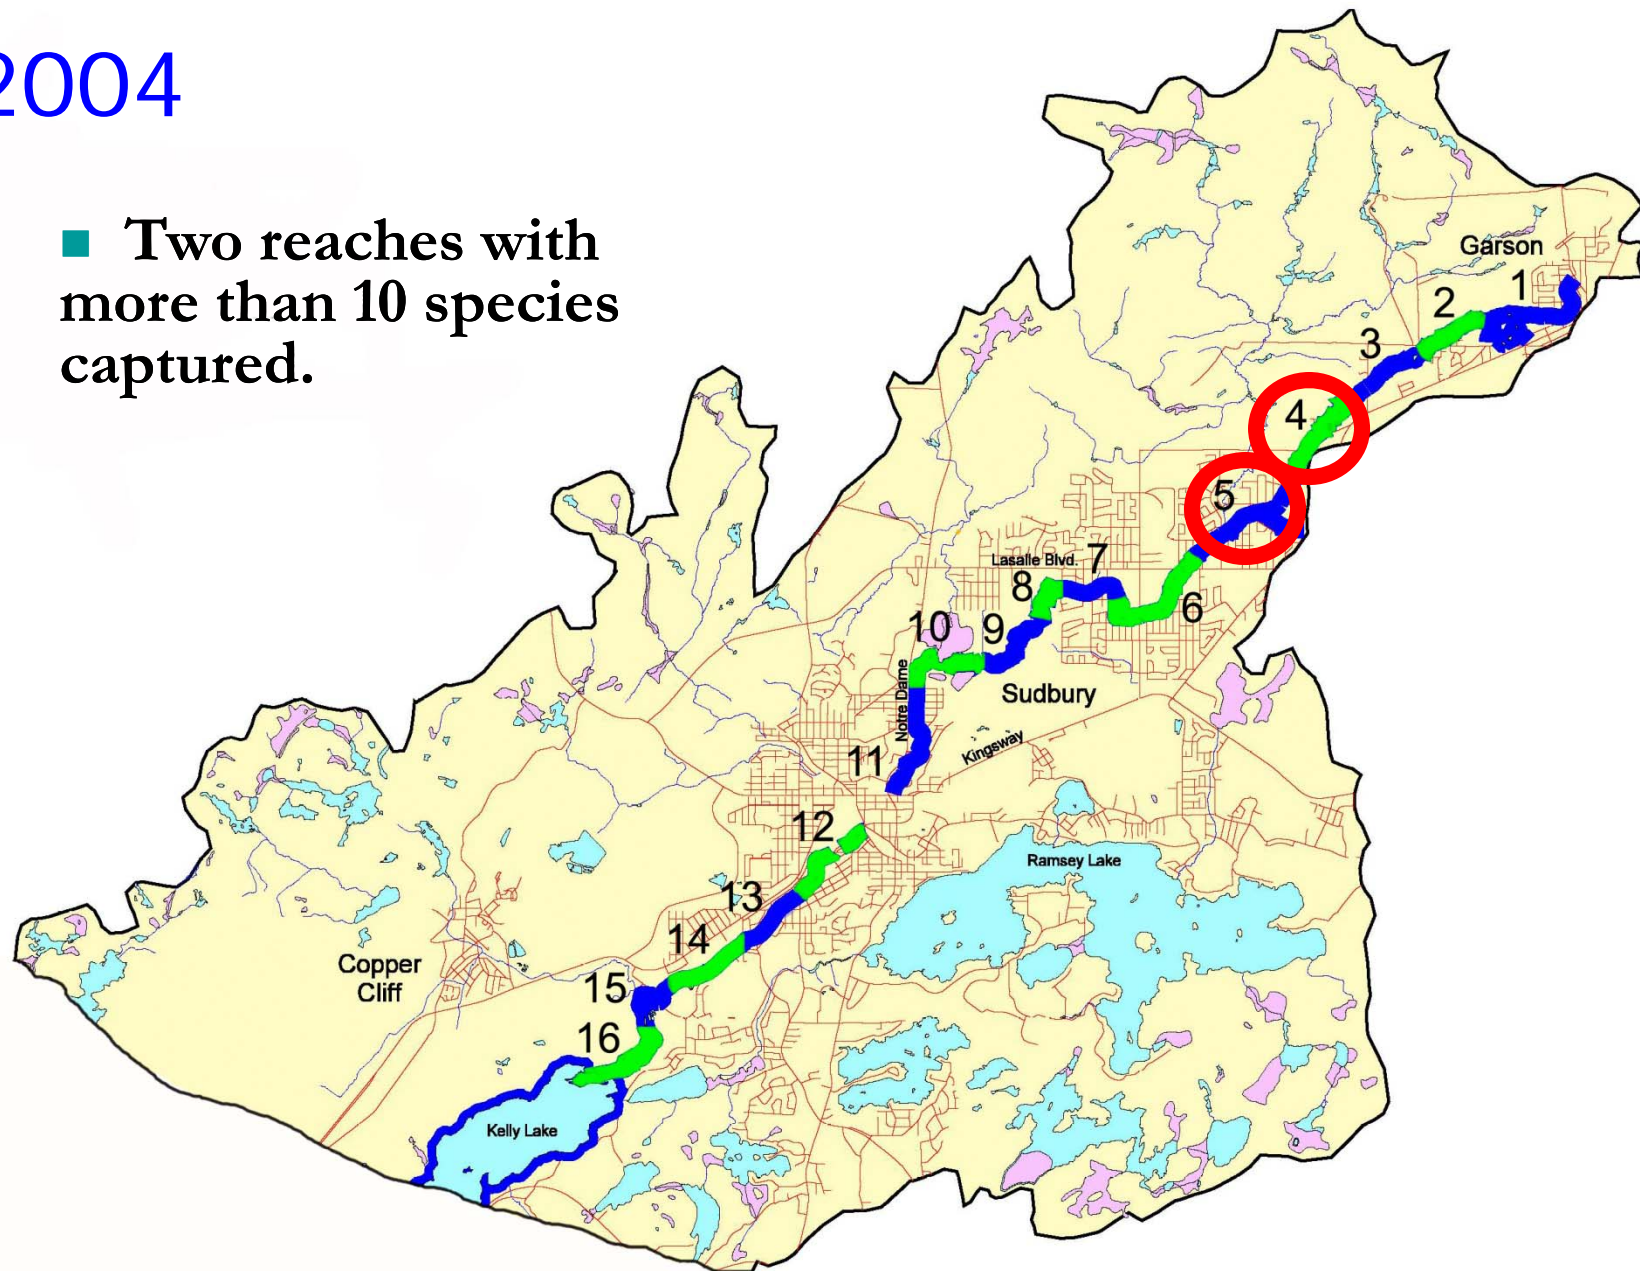 2004
■ Two reaches with
more than 10 species
captured.
Garson
1
2
3
4
5
Lasalle Blvd.
7
8
6
10
9
Notre Dame
Sudbury
Kingsway
11
12
Ramsey Lake
13
14
Copper
Cliff
15
16
Kelly Lake